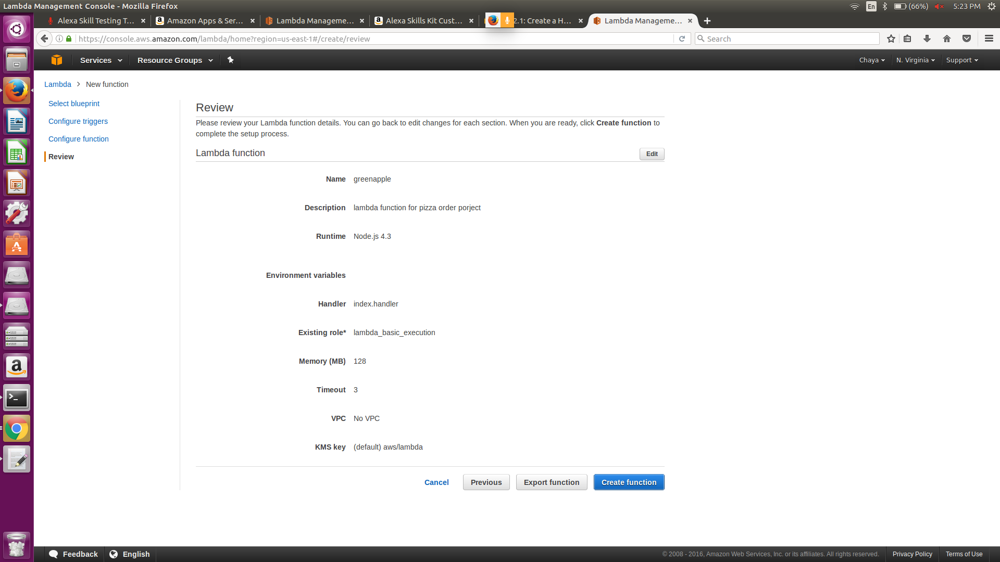 Lambda Management Console - Mozilla Firefox
En (66%) 5:23 PM
Alexa Skill Testing T... Amazon Apps & Ser... Lambda Manageme... Alexa Skills Kit Cust... 2.1: Create a H... Lambda Manageme...
https://console.aws.amazon.com/lambda/home?region=us-east-1#/create/review
Search
Services Resource Groups Chaya N. Virginia Support
Lambda New function
Select blueprint
Configure triggers
Configure function
Review
Review
Please review your Lambda function details. You can go back to edit changes for each section. When you are ready, click Create function to
complete the setup process.
Lambda function Edit
Name greenapple
Description lambda function for pizza order porject
Runtime Node.js 4.3
Environment variables
Handler index.handler
Existing role* lambda_basic_execution
Memory (MB) 128
Timeout 3
VPC No VPC
KMS key (default) aws/lambda
Cancel Previous Export function Create function
Feedback English © 2008 - 2016, Amazon Web Services, Inc. or its affiliates. All rights reserved. Privacy Policy Terms of Use